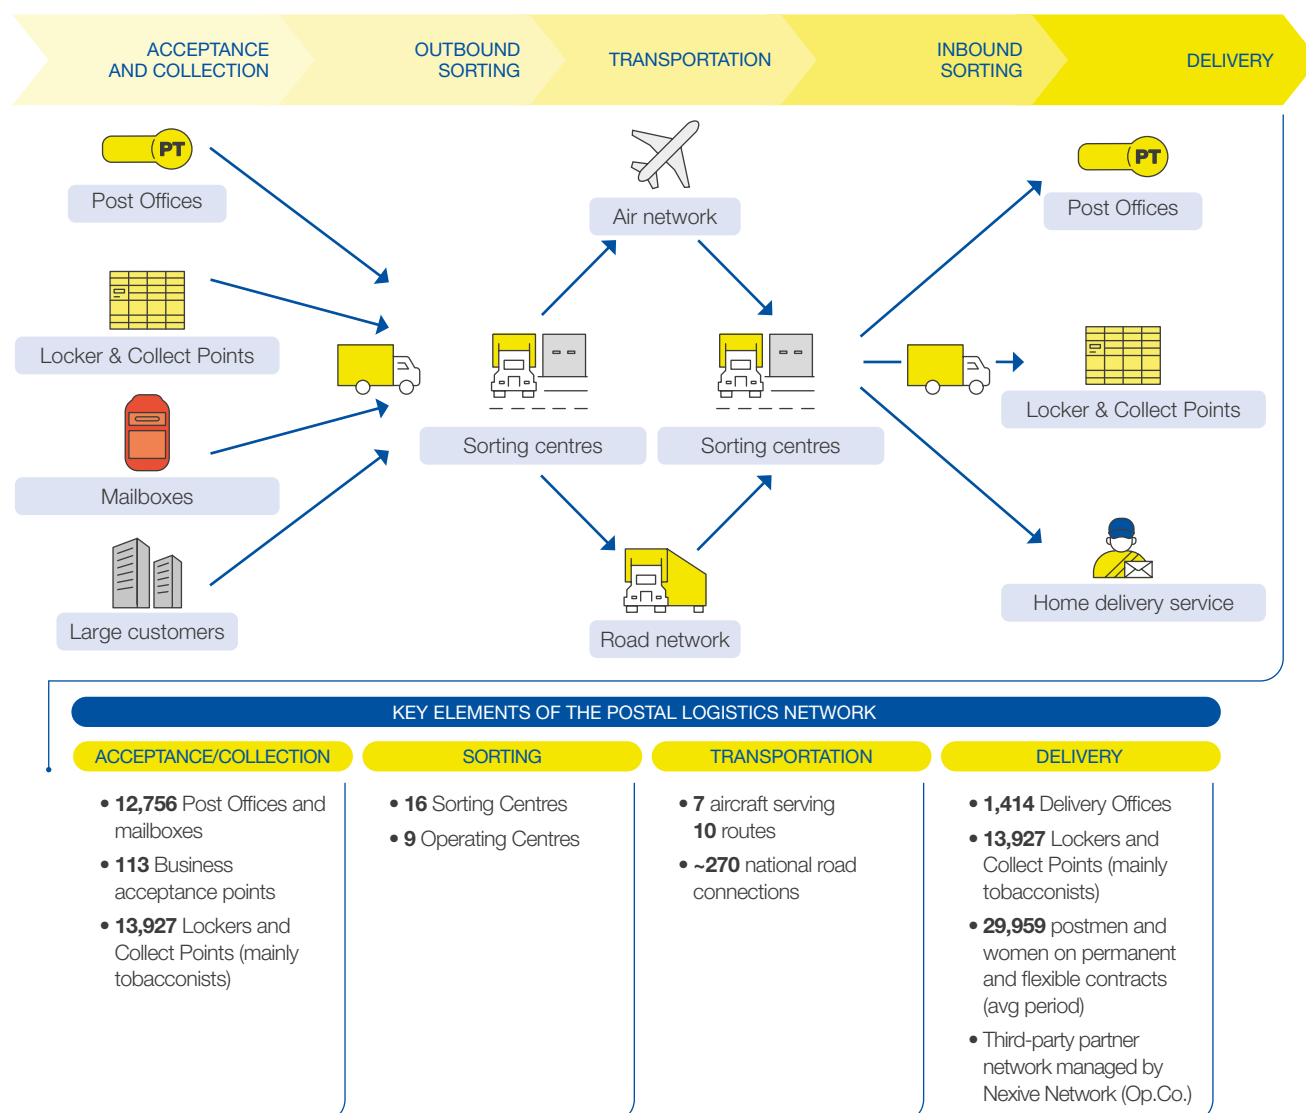 ACCEPTANCE
AND COLLECTION
OUTBOUND
SORTING
TRANSPORTATION
INBOUND
SORTING
DELIVERY
PT
Post Offices
Locker & Collect Points
Mailboxes
Large customers
Air network
Sorting centres
Sorting centres
Road network
PT
Post Offices
Locker & Collect Points
Home delivery service
KEY ELEMENTS OF THE POSTAL LOGISTICS NETWORK
ACCEPTANCE/COLLECTION
• 12,756 Post Offices and
mailboxes
• 113 Business
acceptance points
• 13,927 Lockers and
Collect Points (mainly
tobacconists)
SORTING
• 16 Sorting Centres
• 9 Operating Centres
TRANSPORTATION
• 7 aircraft serving
10 routes
• ~270 national road
connections
DELIVERY
• 1,414 Delivery Offices
• 13,927 Lockers and
Collect Points (mainly
tobacconists)
• 29,959 postmen and
women on permanent
and flexible contracts
(avg period)
• Third-party partner
network managed by
Nexive Network (Op.Co.)